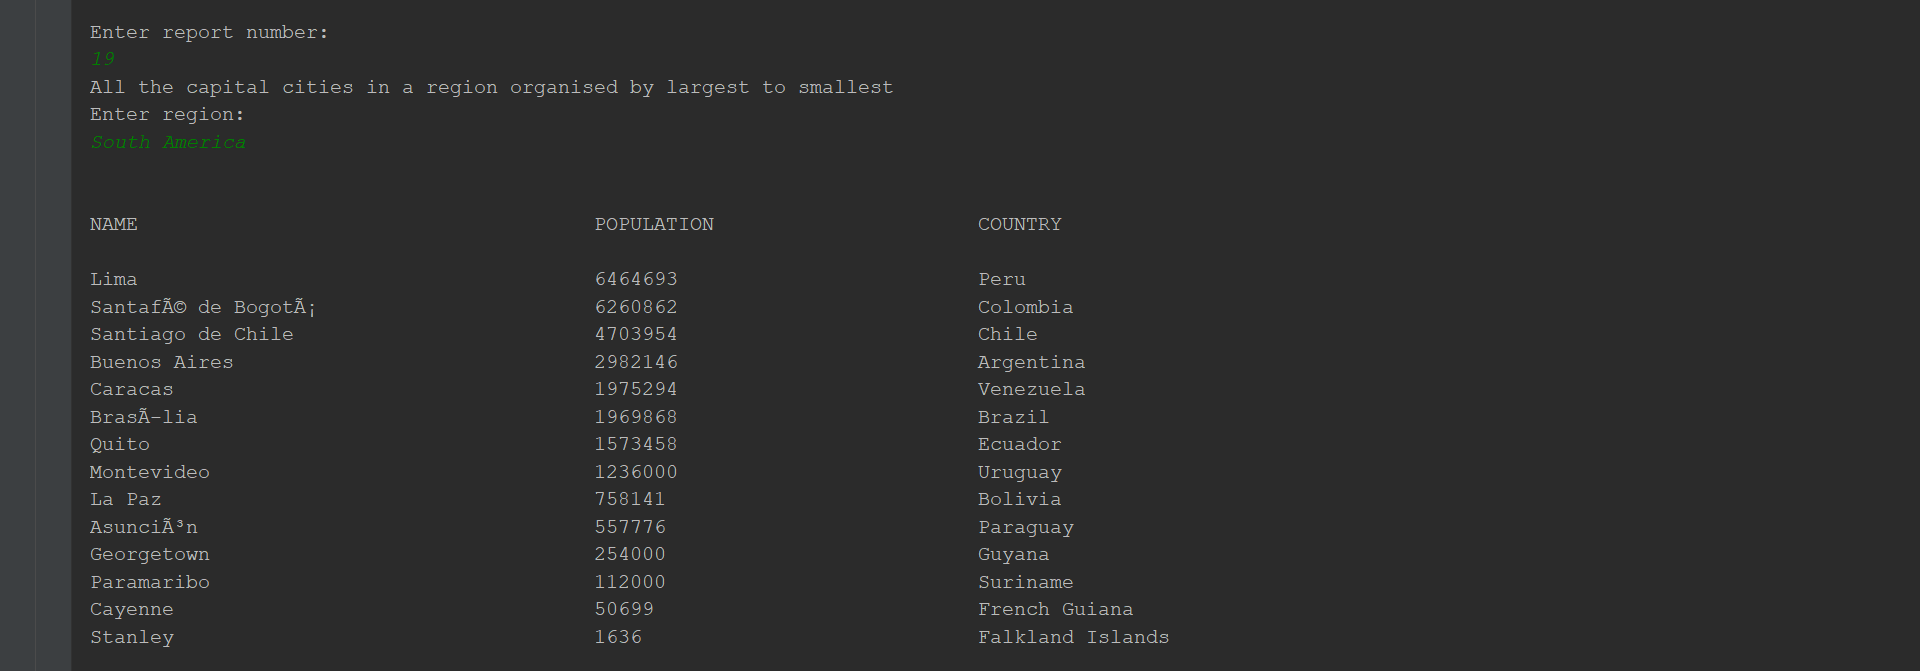 Enter report number:
19
All the capital cities in a region organised by largest to smallest
Enter region:
South America
NAME POPULATION COUNTRY
Lima 6464693 Peru
SantafÃ© de BogotÃ¡ 6260862 Colombia
Santiago de Chile 4703954 Chile
Buenos Aires 2982146 Argentina
Caracas 1975294 Venezuela
BrasÃ-lia 1969868 Brazil
Quito 1573458 Ecuador
Montevideo 1236000 Uruguay
La Paz 758141 Bolivia
AsunciÃ³n 557776 Paraguay
Georgetown 254000 Guyana
Paramaribo 112000 Suriname
Cayenne 50699 French Guiana
Stanley 1636 Falkland Islands